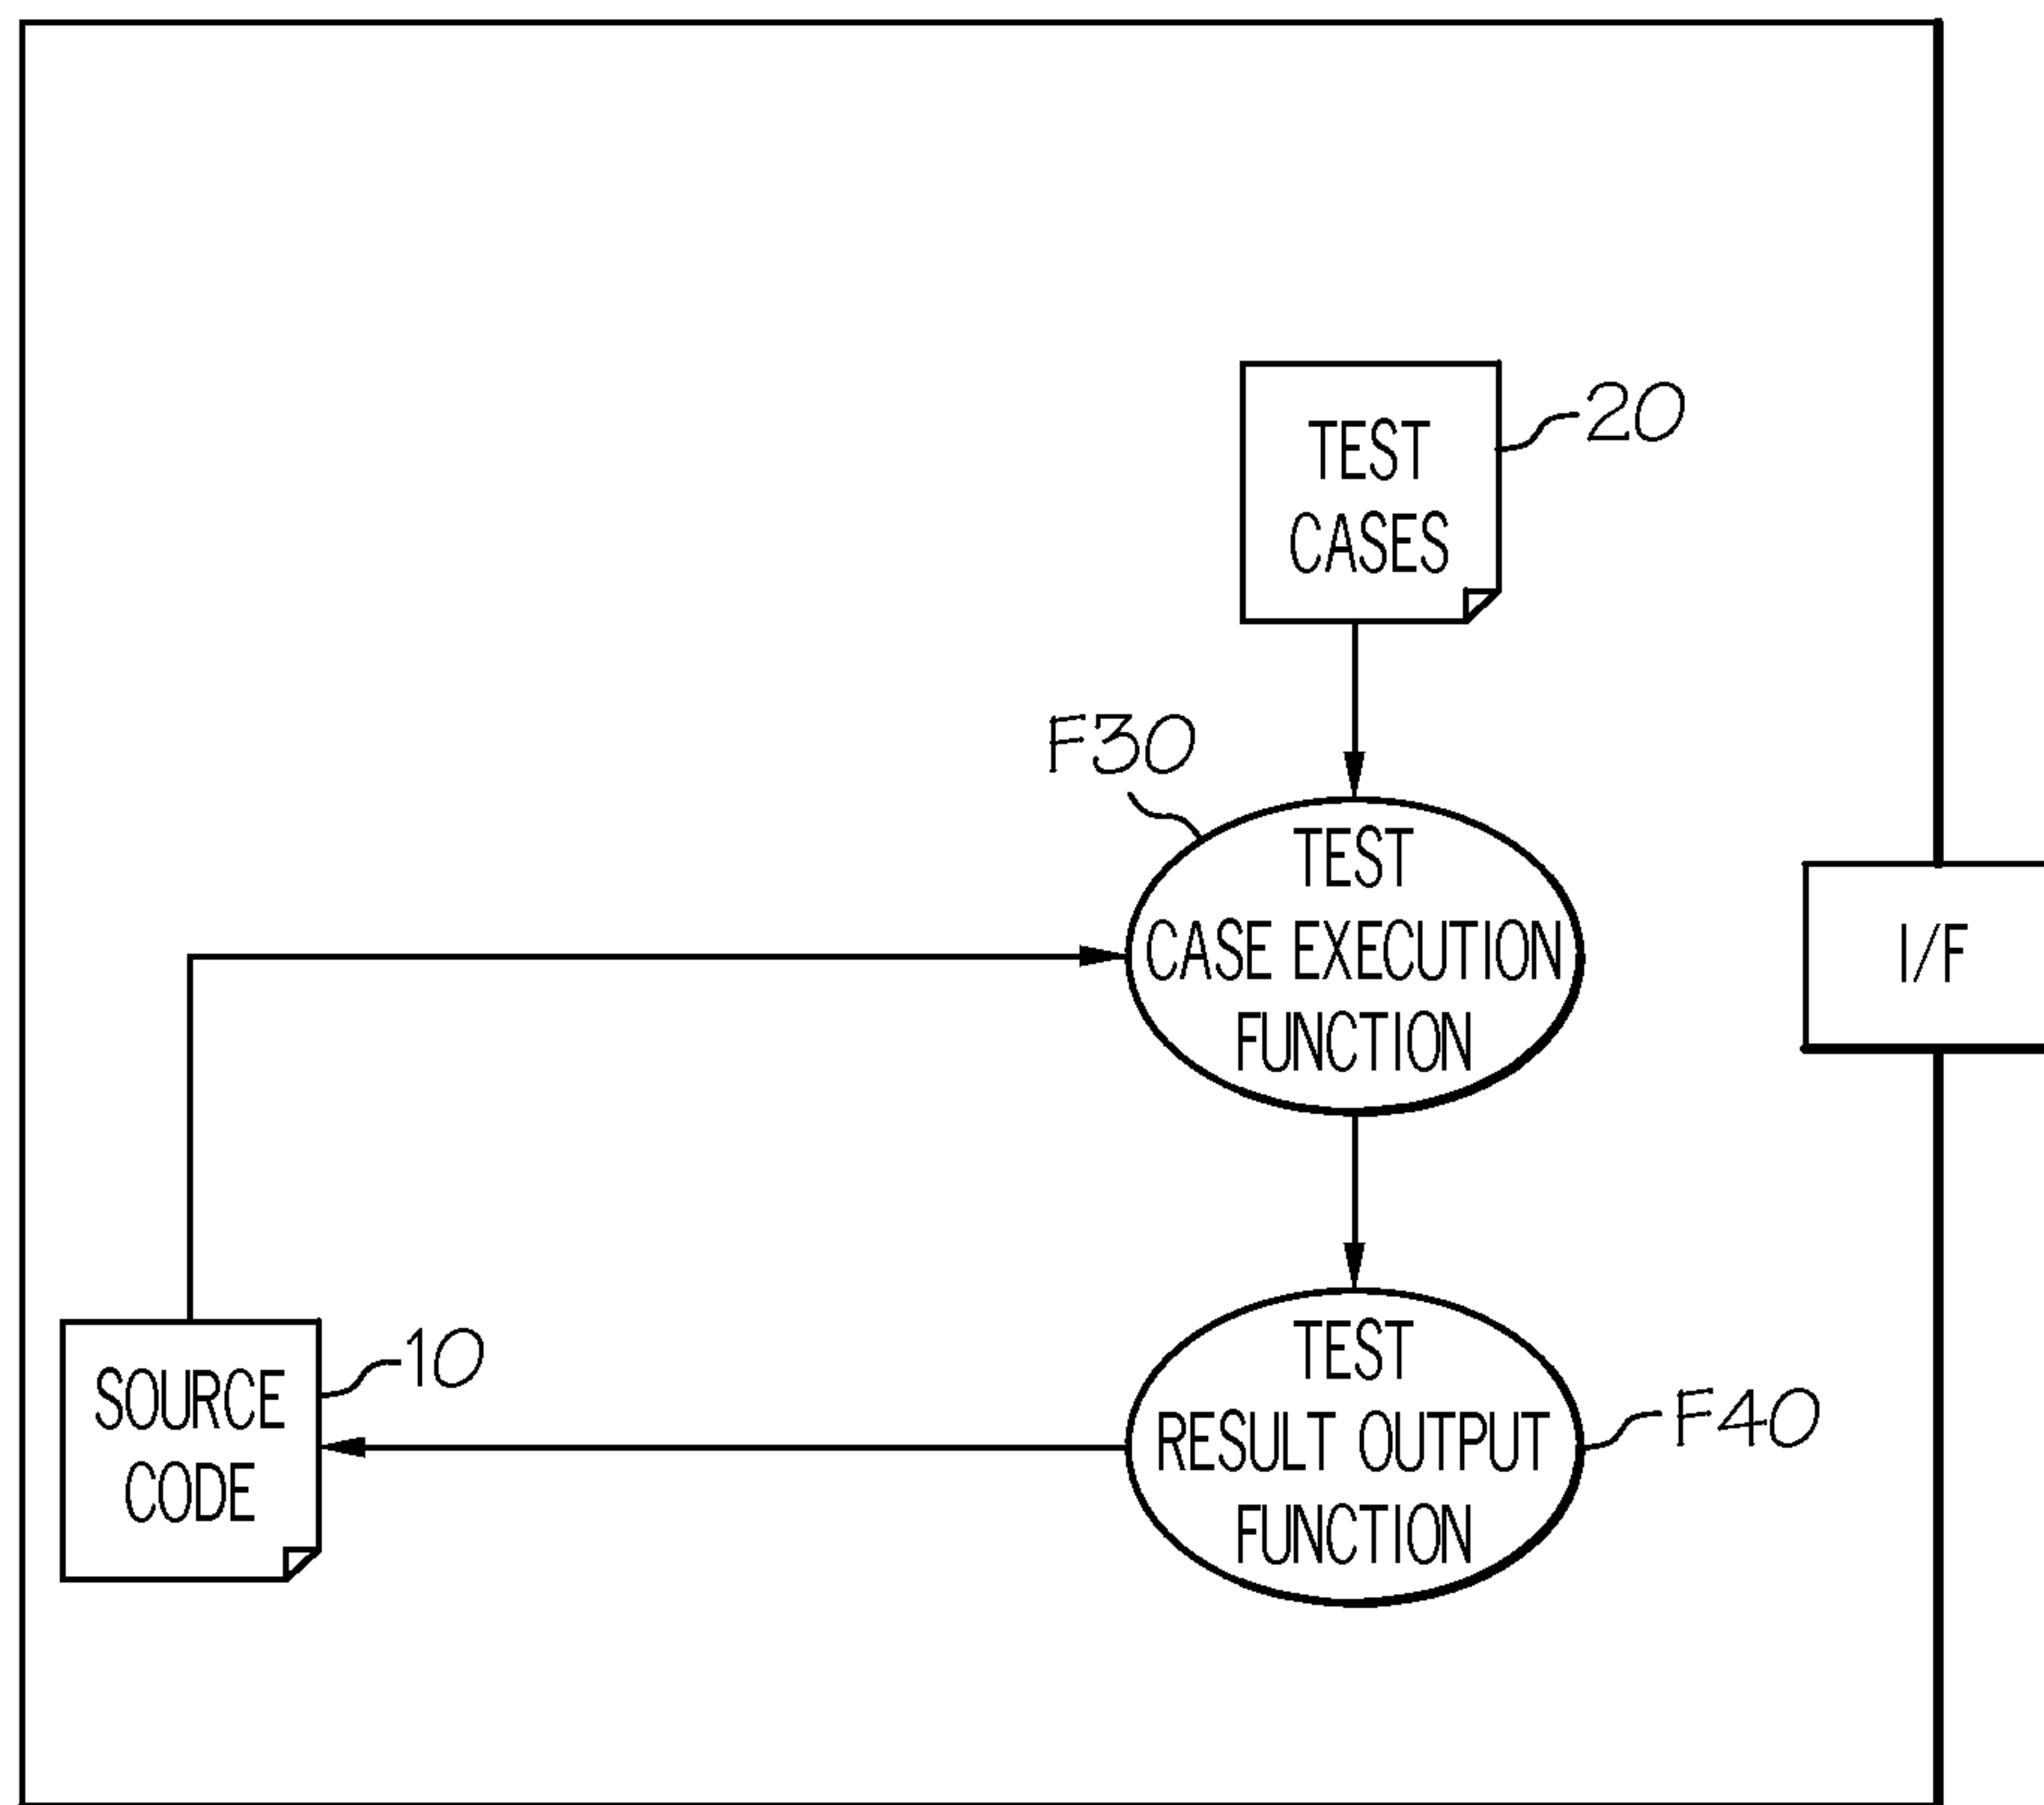 TEST
CASES
20
F30
TEST
CASE EXECUTION
FUNCTION
I/F
SOURCE
CODE
10
TEST
RESULT OUTPUT
FUNCTION
F40